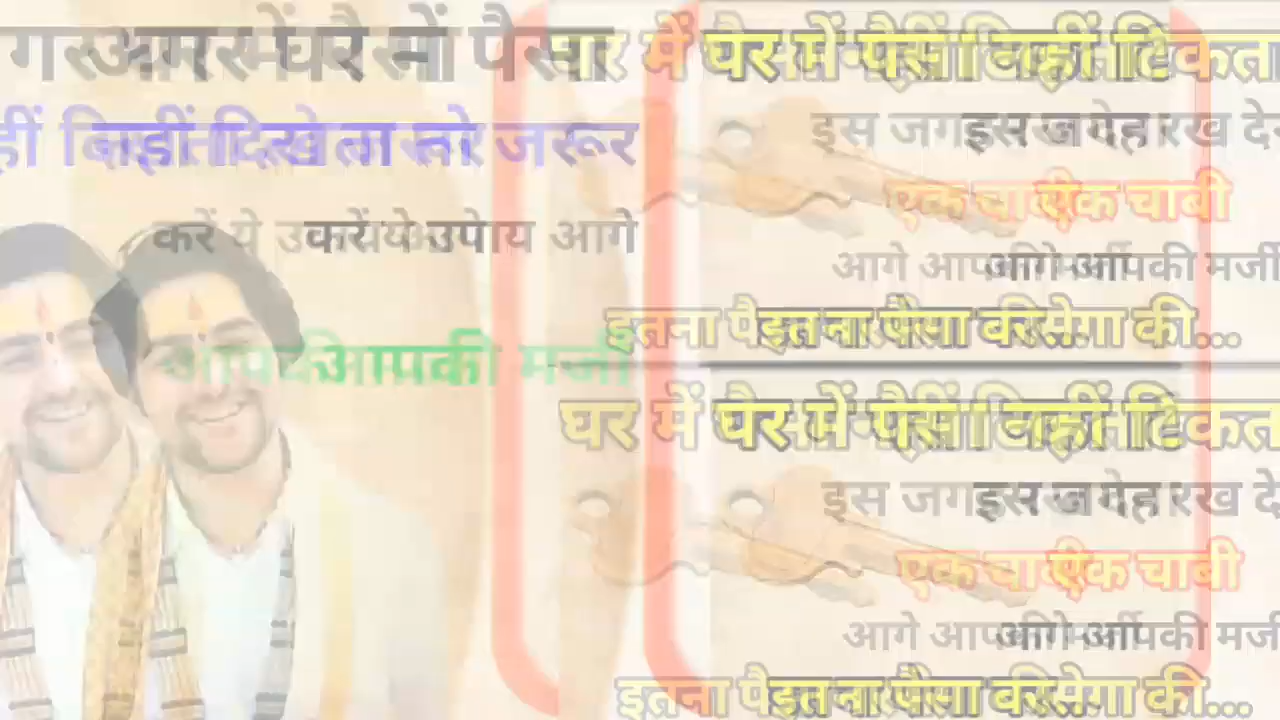 अगर घर में पैसा
नहीं दिखता तो जरूर
करें ये उपाय आगे
आपकी मर्जी
घर में पैसा नहीं टिकता
इस जगह रख दे
एक चाबी
आगे आपकी मर्जी
इतना पैसा बरसेगा की...
घर में पैसा नहीं टिकता
इस जगह रख दे
एक चाबी
आगे आपकी मर्जी
इतना पैसा बरसेगा की...